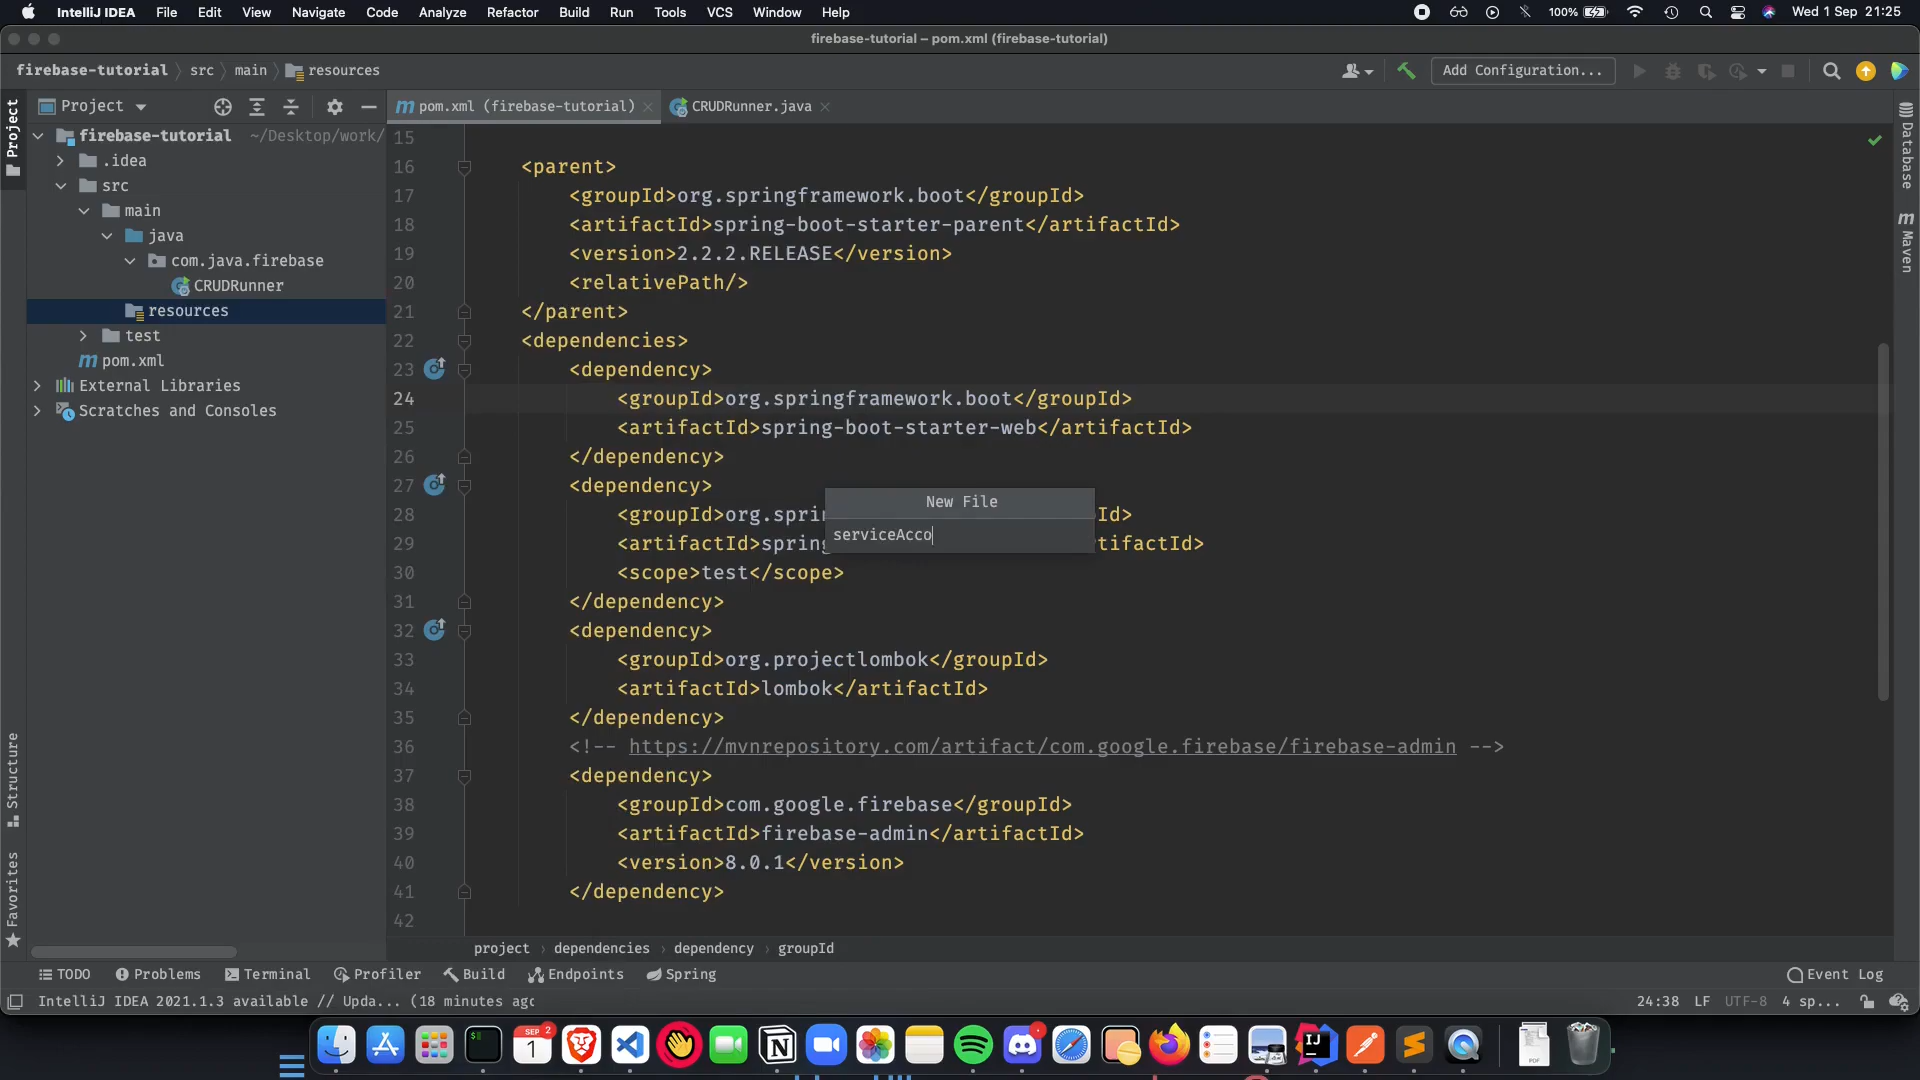 IntelliJ IDEA File Edit View Navigate Code Analyze Refactor Build Run Tools VCS Window Help 100% Wed 1 Sep 21:25
firebase-tutorial – pom.xml (firebase-tutorial)
firebase-tutorial src main resources Add Configuration...
Project pom.xml (firebase-tutorial) CRUDRunner.java
Project
Structure
Favorites
Database
Maven
firebase-tutorial ~/Desktop/work/
.idea
src
main
java
com.java.firebase
CRUDRunner
resources
test
pom.xml
External Libraries
Scratches and Consoles
15
16 <parent>
17 <groupId>org.springframework.boot</groupId>
18 <artifactId>spring-boot-starter-parent</artifactId>
19 <version>2.2.2.RELEASE</version>
20 <relativePath/>
21 </parent>
22 <dependencies>
23 <dependency>
24 <groupId>org.springframework.boot</groupId>
25 <artifactId>spring-boot-starter-web</artifactId>
26 </dependency>
27 <dependency>
New File
serviceAcco
28 <groupId>org.sprin Id>
29 <artifactId>spring tifactId>
30 <scope>test</scope>
31 </dependency>
32 <dependency>
33 <groupId>org.projectlombok</groupId>
34 <artifactId>lombok</artifactId>
35 </dependency>
36 <!-- https://mvnrepository.com/artifact/com.google.firebase/firebase-admin -->
37 <dependency>
38 <groupId>com.google.firebase</groupId>
39 <artifactId>firebase-admin</artifactId>
40 <version>8.0.1</version>
41 </dependency>
42
project dependencies dependency groupId
TODO Problems Terminal Profiler Build Endpoints Spring Event Log
IntelliJ IDEA 2021.1.3 available // Upda... (18 minutes ago 24:38 LF UTF-8 4 sp...
SEP 2
1
IJ
PDF